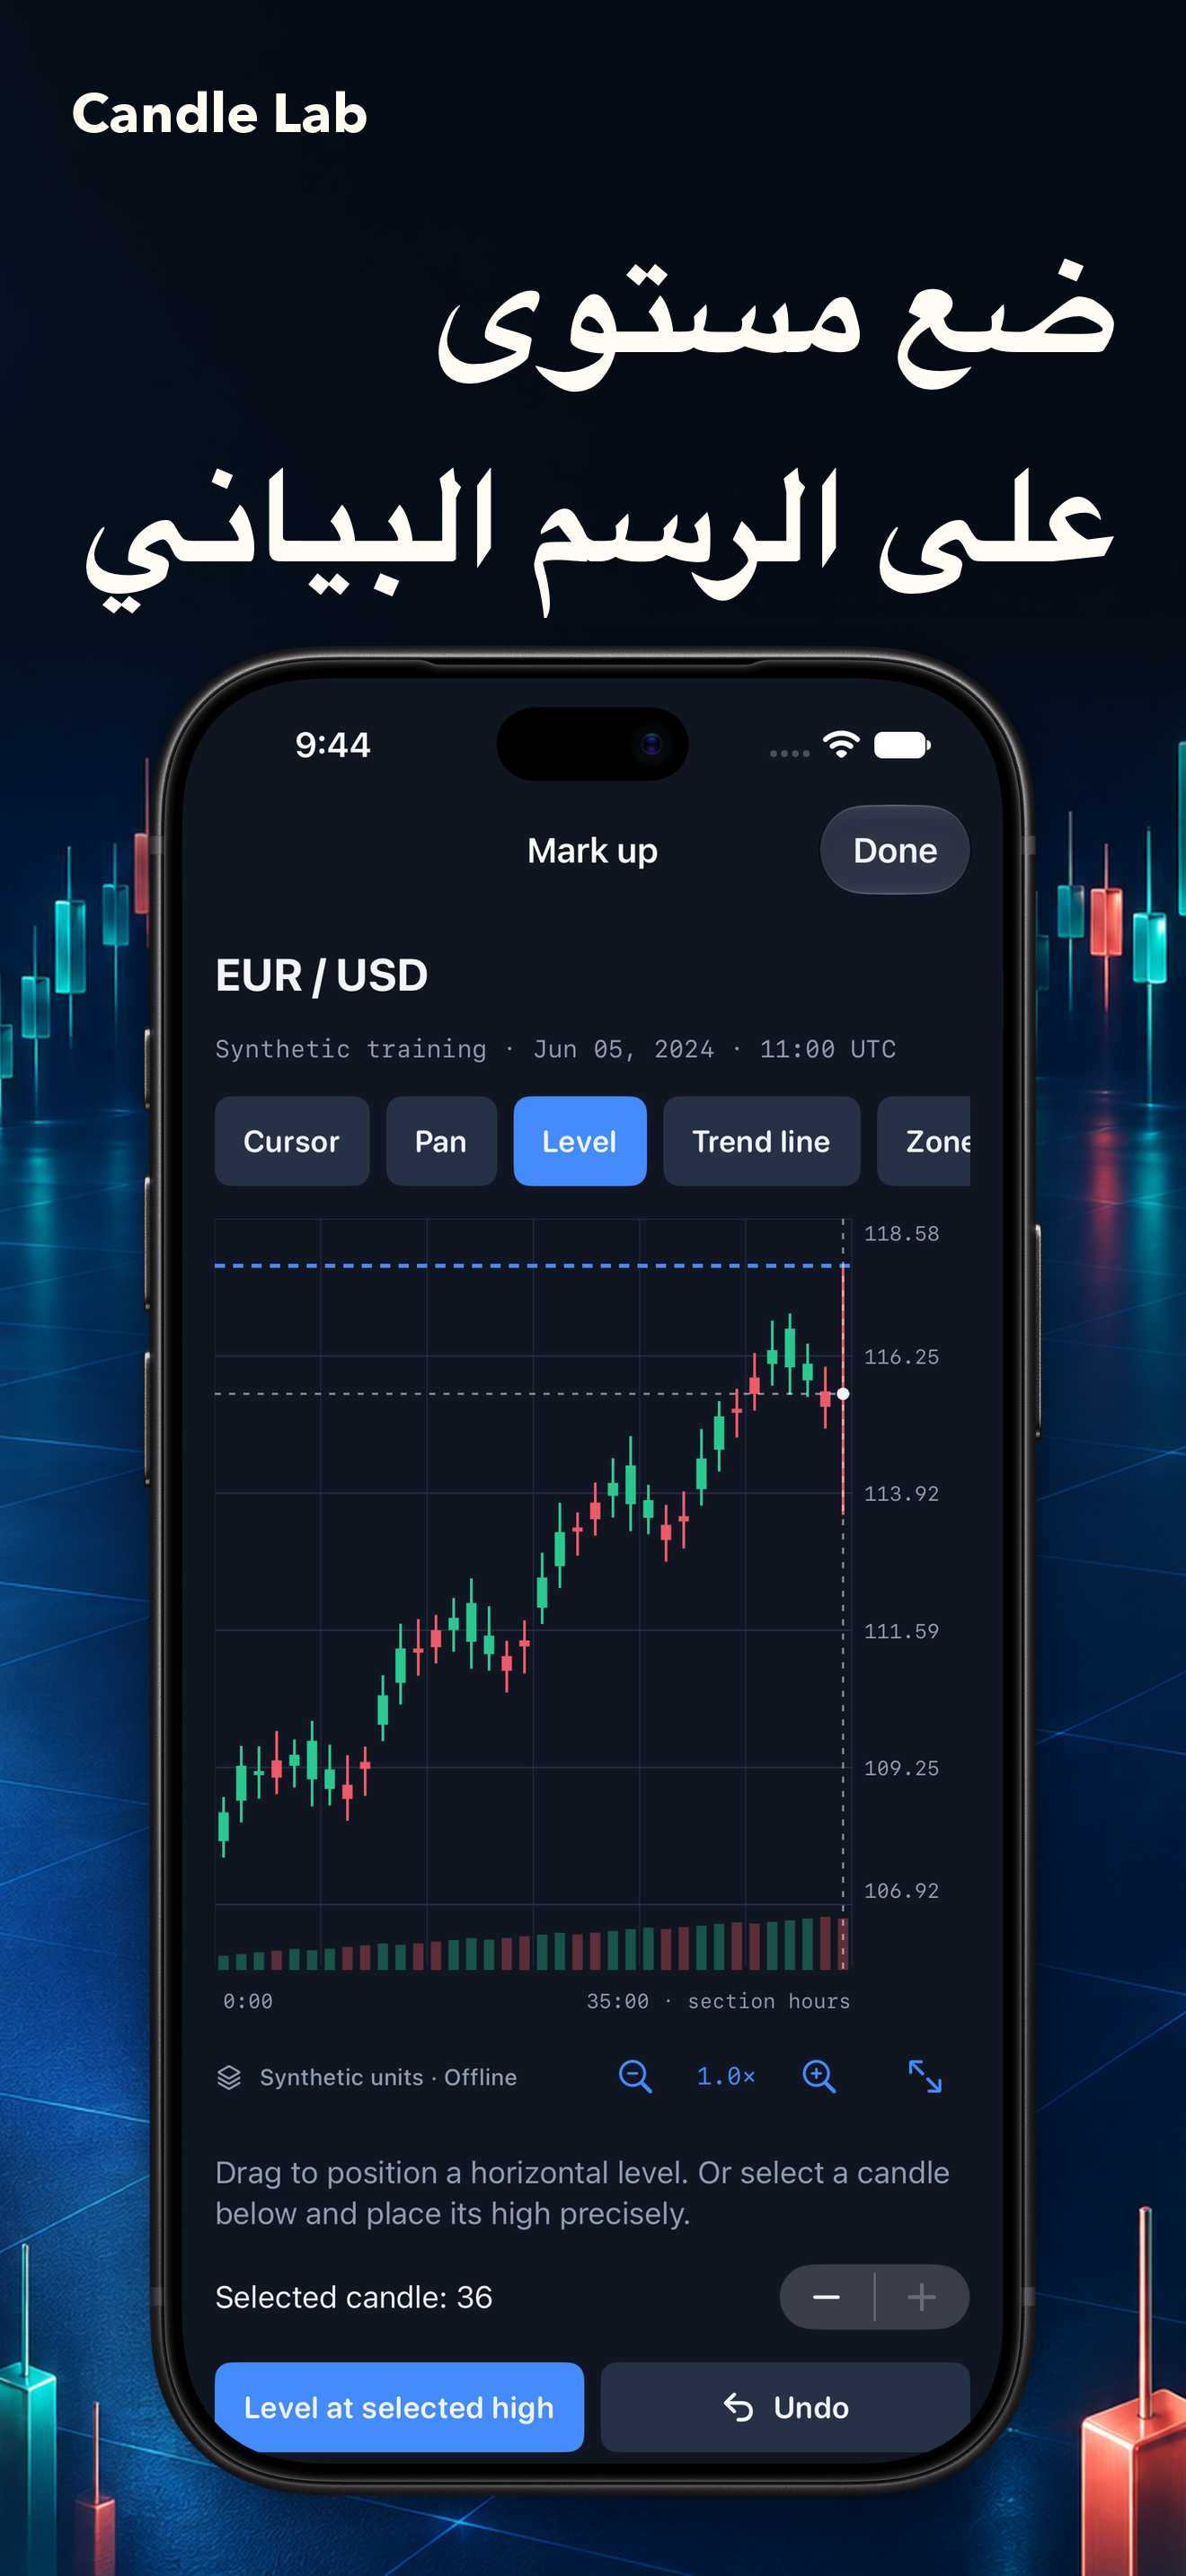 Candle Lab
ضع مستوى
على الرسم البياني
9:44
Mark up
Done
EUR / USD
Synthetic training · Jun 05, 2024 · 11:00 UTC
Cursor
Pan
Level
Trend line
Zone
118.58
116.25
113.92
111.59
109.25
106.92
0:00
35:00 · section hours
Synthetic units · Offline
1.0×
Drag to position a horizontal level. Or select a candle
below and place its high precisely.
Selected candle: 36
Level at selected high
Undo